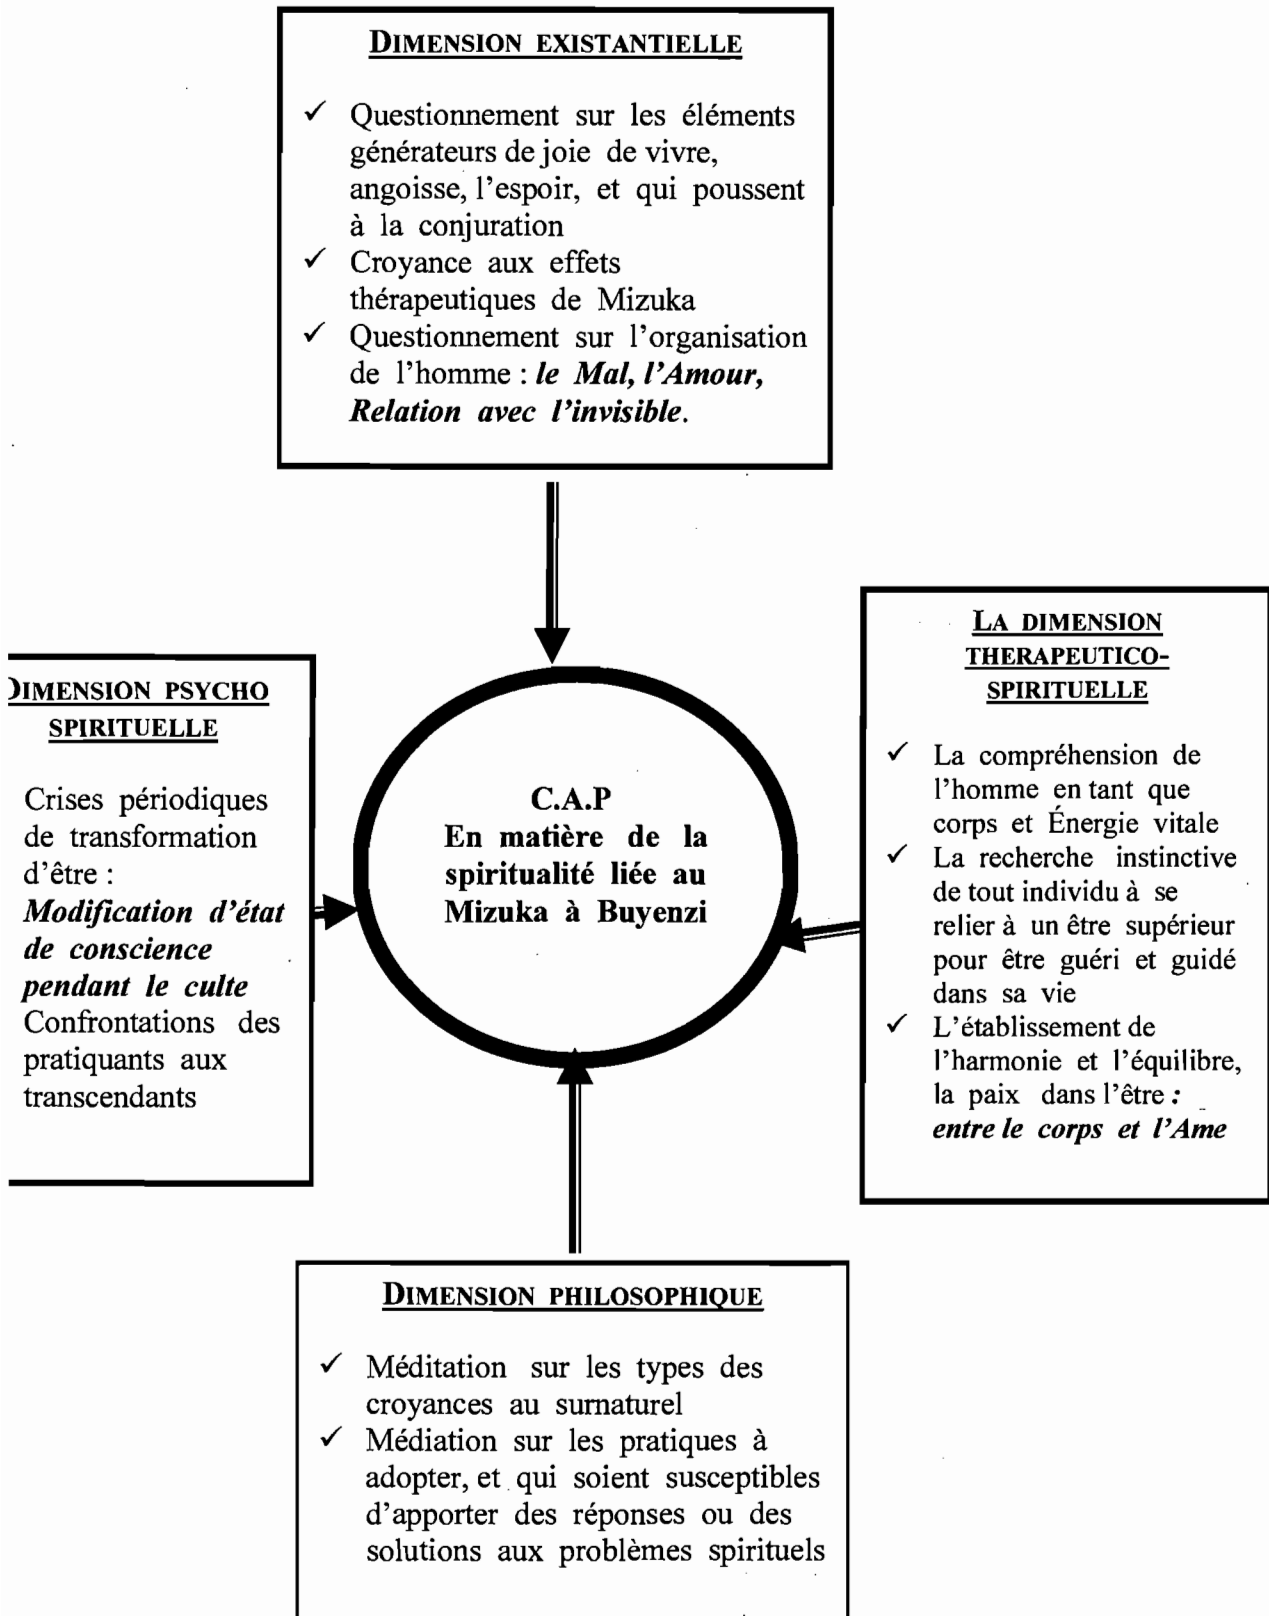 DIMENSION EXISTANTIELLE
✓ Questionnement sur les éléments
générateurs de joie de vivre,
angoisse, l'espoir, et qui poussent
à la conjuration
✓ Croyance aux effets
thérapeutiques de Mizuka
✓ Questionnement sur l'organisation
de l'homme : le Mal, l'Amour,
Relation avec l'invisible.
DIMENSION PSYCHO
SPIRITUELLE
Crises périodiques
de transformation
d'être :
Modification d'état
de conscience
pendant le culte
Confrontations des
pratiquants aux
transcendants
C.A.P
En matière de la
spiritualité liée au
Mizuka à Buyenzi
LA DIMENSION
THERAPEUTICO-
SPIRITUELLE
✓ La compréhension de
l'homme en tant que
corps et Énergie vitale
✓ La recherche instinctive
de tout individu à se
relier à un être supérieur
pour être guéri et guidé
dans sa vie
✓ L'établissement de
l'harmonie et l'équilibre,
la paix dans l'être :
entre le corps et l'Ame
DIMENSION PHILOSOPHIQUE
✓ Méditation sur les types des
croyances au surnaturel
✓ Médiation sur les pratiques à
adopter, et qui soient susceptibles
d'apporter des réponses ou des
solutions aux problèmes spirituels